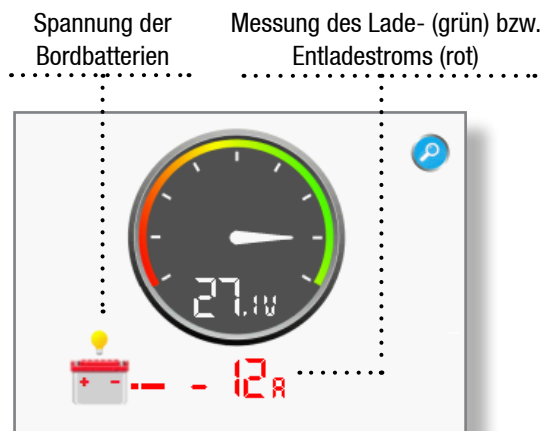 Spannung der
Bordbatterien
Messung des Lade- (grün) bzw.
Entladestroms (rot)
27.1V
+ -
- 12A